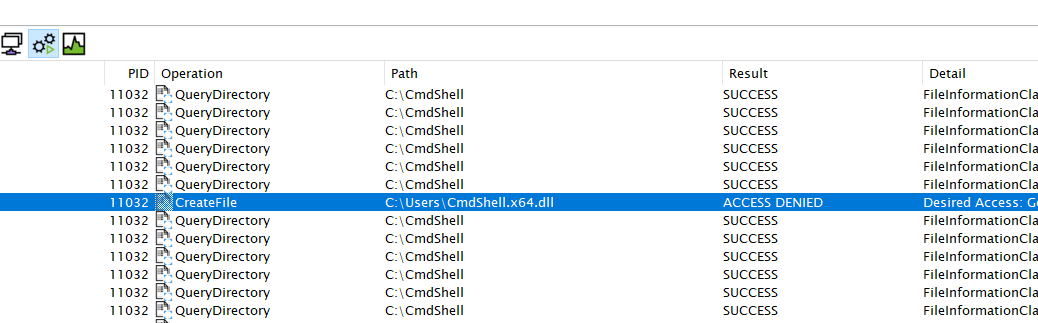 PID Operation Path Result Detail
11032 QueryDirectory C:\CmdShell SUCCESS FileInformationCla
11032 QueryDirectory C:\CmdShell SUCCESS FileInformationCla
11032 QueryDirectory C:\CmdShell SUCCESS FileInformationCla
11032 QueryDirectory C:\CmdShell SUCCESS FileInformationCla
11032 QueryDirectory C:\CmdShell SUCCESS FileInformationCla
11032 QueryDirectory C:\CmdShell SUCCESS FileInformationCla
11032 CreateFile C:\Users\CmdShell.x64.dll ACCESS DENIED Desired Access: Ge
11032 QueryDirectory C:\CmdShell SUCCESS FileInformationCla
11032 QueryDirectory C:\CmdShell SUCCESS FileInformationCla
11032 QueryDirectory C:\CmdShell SUCCESS FileInformationCla
11032 QueryDirectory C:\CmdShell SUCCESS FileInformationCla
11032 QueryDirectory C:\CmdShell SUCCESS FileInformationCla
11032 QueryDirectory C:\CmdShell SUCCESS FileInformationCla